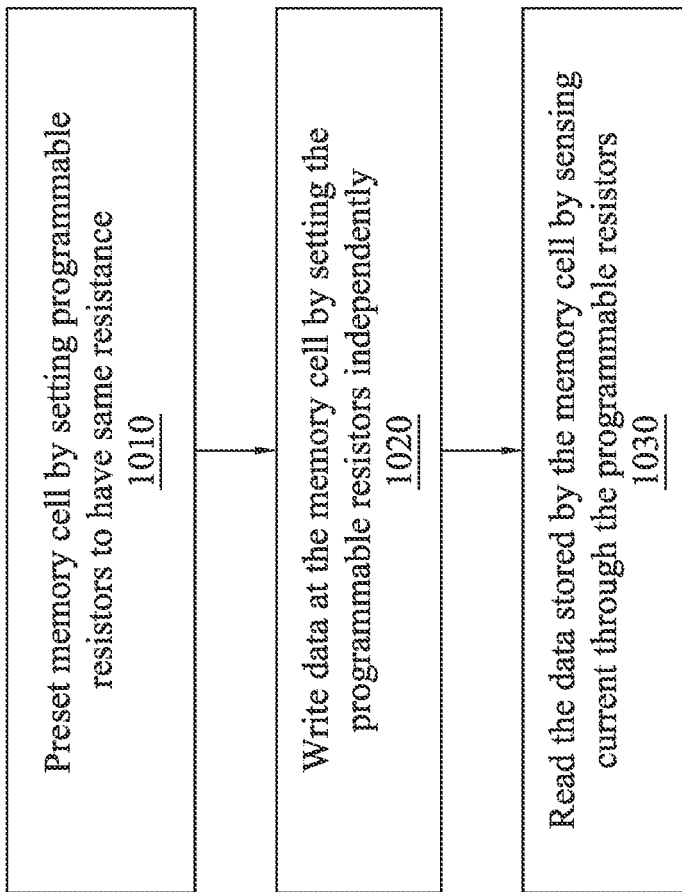 Preset memory cell by setting programmable
resistors to have same resistance
1010
Write data at the memory cell by setting the
programmable resistors independently
1020
Read the data stored by the memory cell by sensing
current through the programmable resistors
1030